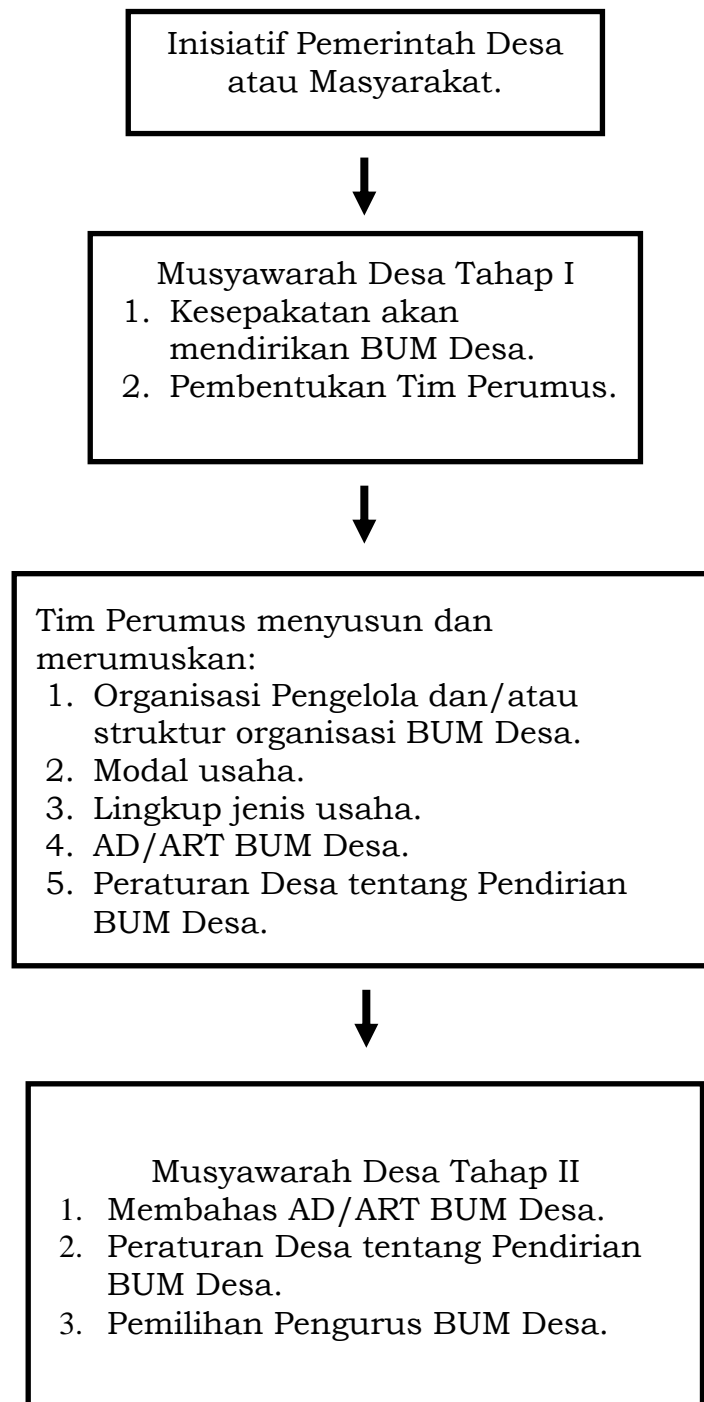 Inisiatif Pemerintah Desa
atau Masyarakat.
Musyawarah Desa Tahap I
1. Kesepakatan akan
mendirikan BUM Desa.
2. Pembentukan Tim Perumus.
Tim Perumus menyusun dan
merumuskan:
1. Organisasi Pengelola dan/atau
struktur organisasi BUM Desa.
2. Modal usaha.
3. Lingkup jenis usaha.
4. AD/ART BUM Desa.
5. Peraturan Desa tentang Pendirian
BUM Desa.
Musyawarah Desa Tahap II
1. Membahas AD/ART BUM Desa.
2. Peraturan Desa tentang Pendirian
BUM Desa.
3. Pemilihan Pengurus BUM Desa.